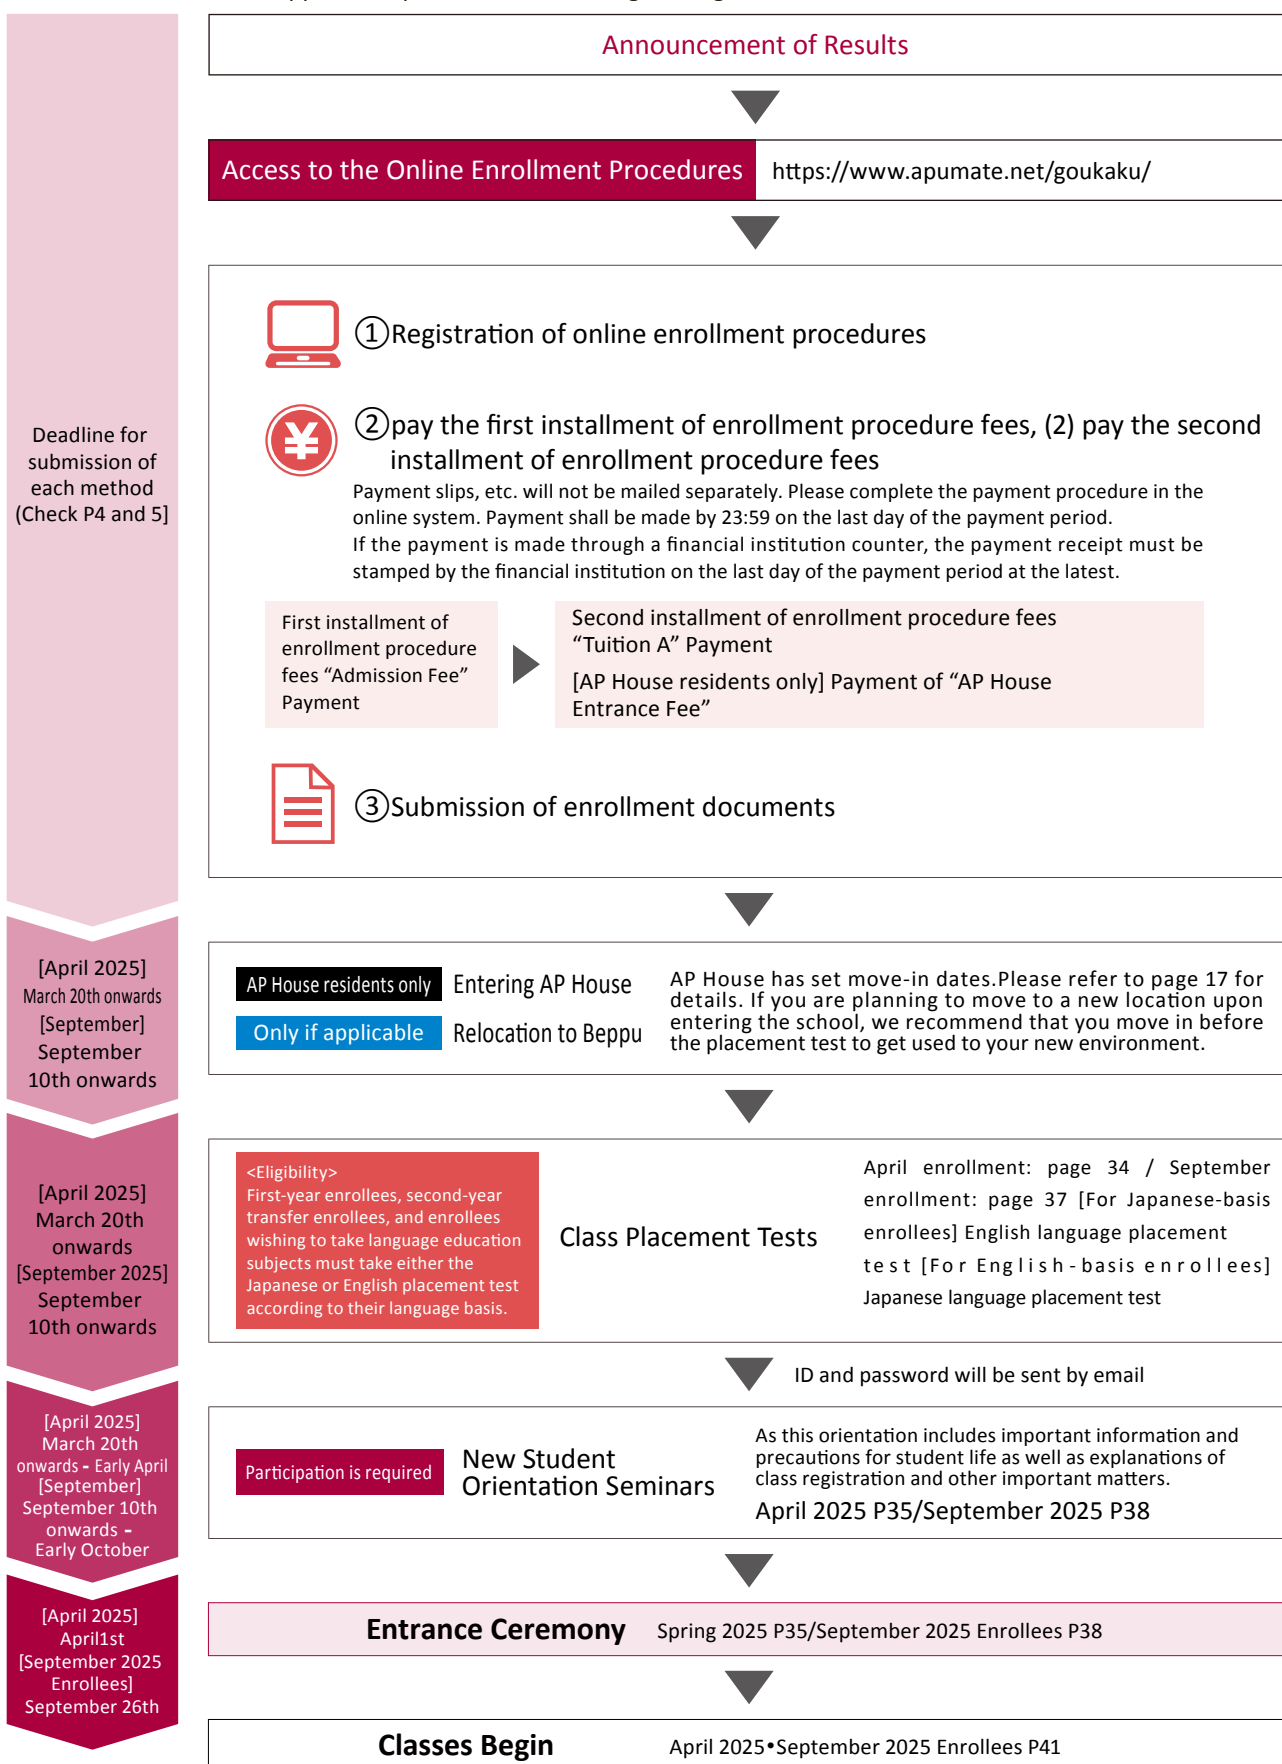 Announcement of Results
Access to the Online Enrollment Procedures
https://www.apumate.net/goukaku/
Deadline for
submission of
each method
(Check P4 and 5]
①Registration of online enrollment procedures
②pay the first installment of enrollment procedure fees, (2) pay the second
installment of enrollment procedure fees
Payment slips, etc. will not be mailed separately. Please complete the payment procedure in the
online system. Payment shall be made by 23:59 on the last day of the payment period.
If the payment is made through a financial institution counter, the payment receipt must be
stamped by the financial institution on the last day of the payment period at the latest.
First installment of
enrollment procedure
fees “Admission Fee”
Payment
Second installment of enrollment procedure fees
“Tuition A” Payment
[AP House residents only] Payment of “AP House
Entrance Fee”
③Submission of enrollment documents
[April 2025]
March 20th onwards
[September]
September
10th onwards
AP House residents only
Entering AP House
Only if applicable
Relocation to Beppu
AP House has set move-in dates.Please refer to page 17 for
details. If you are planning to move to a new location upon
entering the school, we recommend that you move in before
the placement test to get used to your new environment.
[April 2025]
March 20th
onwards
[September 2025]
September
10th onwards
<Eligibility>
First-year enrollees, second-year
transfer enrollees, and enrollees
wishing to take language education
subjects must take either the
Japanese or English placement test
according to their language basis.
Class Placement Tests
April enrollment: page 34 / September
enrollment: page 37 [For Japanese-basis
enrollees] English language placement
test [For English-basis enrollees]
Japanese language placement test
ID and password will be sent by email
[April 2025]
March 20th
onwards - Early April
[September]
September 10th
onwards -
Early October
Participation is required
New Student
Orientation Seminars
As this orientation includes important information and
precautions for student life as well as explanations of
class registration and other important matters.
April 2025 P35/September 2025 P38
[April 2025]
April1st
[September 2025
Enrollees]
September 26th
Entrance Ceremony
Spring 2025 P35/September 2025 Enrollees P38
Classes Begin
April 2025•September 2025 Enrollees P41